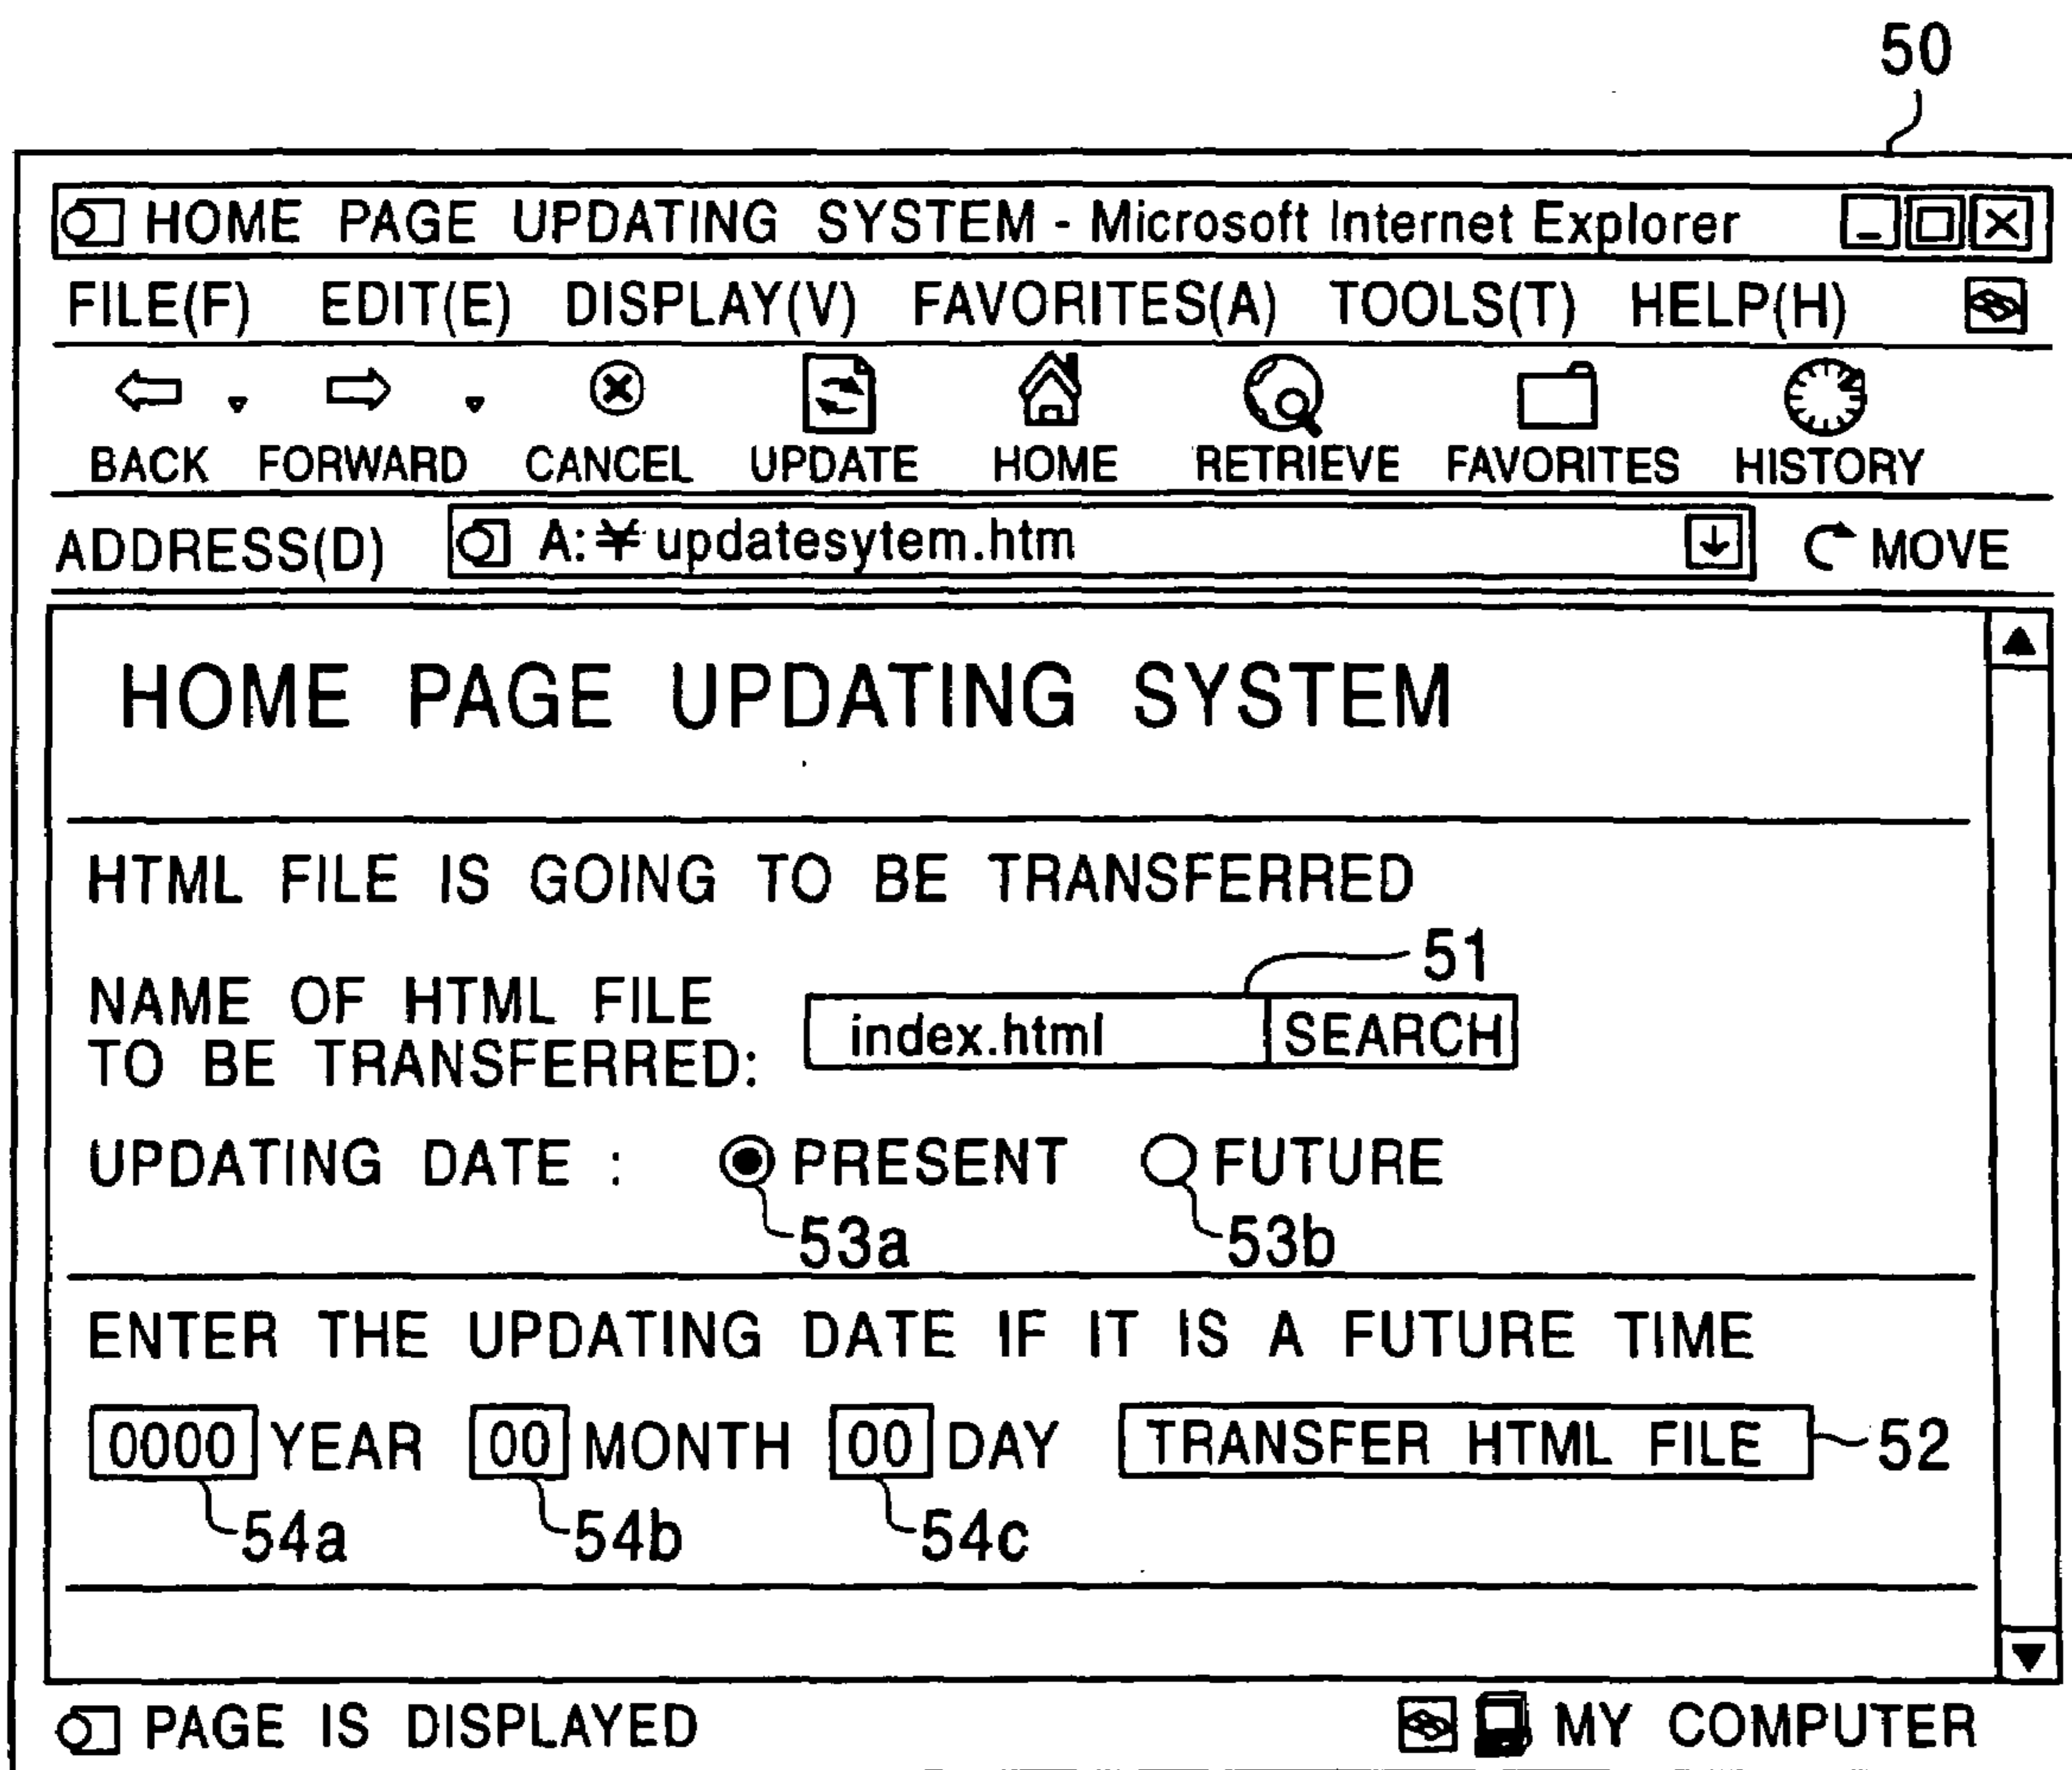 50
HOME PAGE UPDATING SYSTEM - Microsoft Internet Explorer
FILE(F) EDIT(E) DISPLAY(V) FAVORITES(A) TOOLS(T) HELP(H)
BACK FORWARD CANCEL UPDATE HOME RETRIEVE FAVORITES HISTORY
ADDRESS(D) A:¥updatesytem.htm MOVE
HOME PAGE UPDATING SYSTEM
HTML FILE IS GOING TO BE TRANSFERRED
51
NAME OF HTML FILE
TO BE TRANSFERRED: index.html SEARCH
UPDATING DATE : PRESENT FUTURE
53a 53b
ENTER THE UPDATING DATE IF IT IS A FUTURE TIME
0000 YEAR 00 MONTH 00 DAY TRANSFER HTML FILE 52
54a 54b 54c
PAGE IS DISPLAYED MY COMPUTER